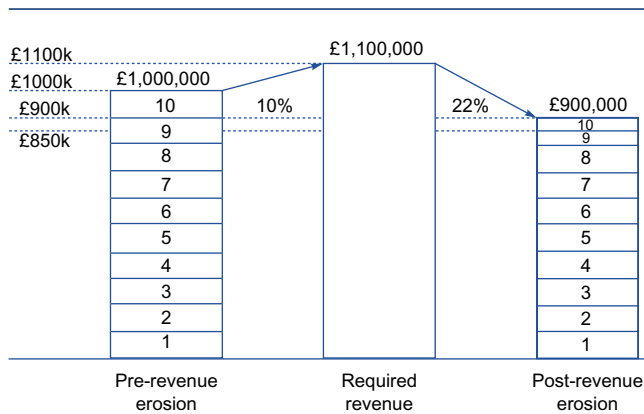 £1100k
£1,100,000
£1000k
£1,000,000
£900k
10
10%
22%
£900,000
£850k
9
8
7
6
5
4
3
2
1
10
9
8
7
6
5
4
3
2
1
Pre-revenue
erosion
Required
revenue
Post-revenue
erosion